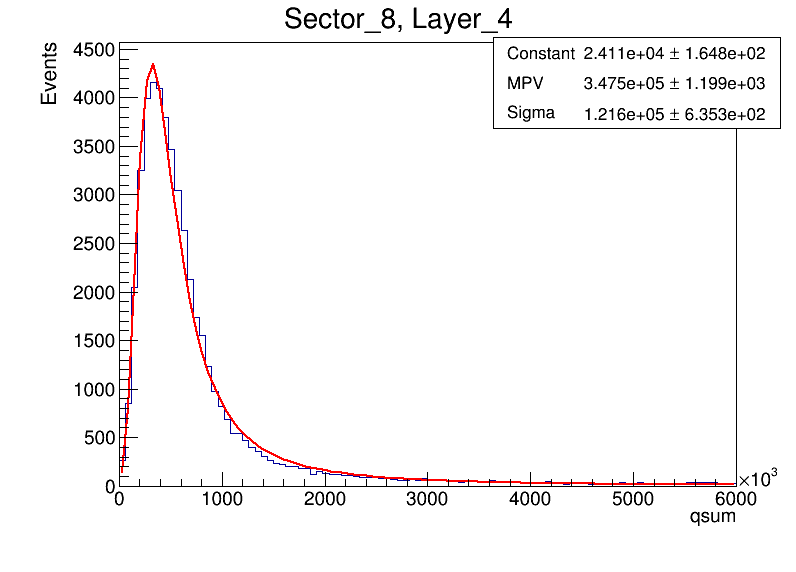 Sector_8, Layer_4
Constant 2.411e+04 ± 1.648e+02
MPV 3.475e+05 ± 1.199e+03
Sigma 1.216e+05 ± 6.353e+02
Events
4500
4000
3500
3000
2500
2000
1500
1000
500
0
0 1000 2000 3000 4000 5000 6000
×10³
qsum